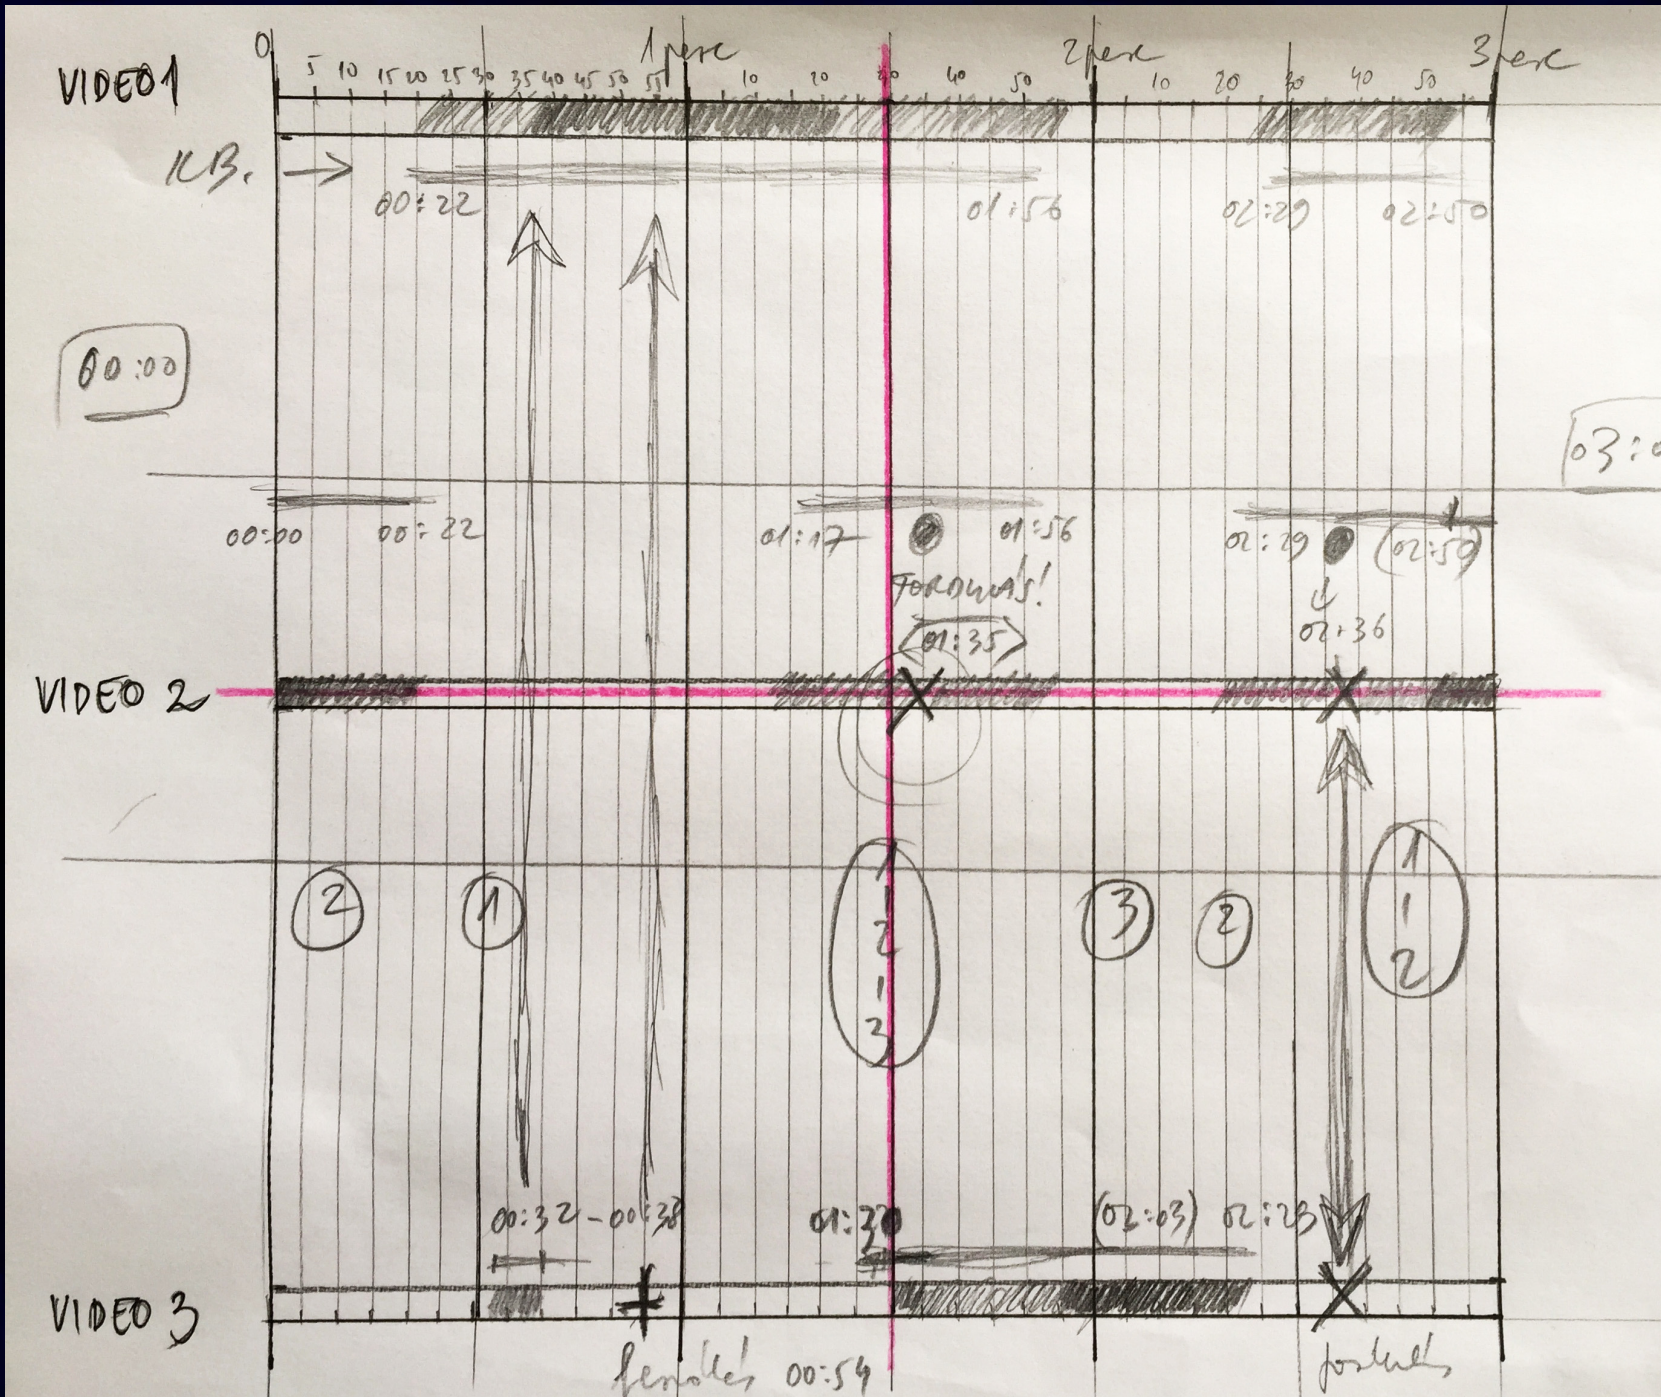 0 1 perc 2 perc 3 perc
VIDEO 1 5 10 15 20 25 30 35 40 45 50 55 10 20 30 40 50 10 20 30 40 50
KB. →
00:22 01:56 02:29 02:50
00:00
00:00 00:22 01:17 01:56 02:29 (02:50)
FORDULÁS!
01:35 02:36
VIDEO 2
2 1 1 3 2 1
1 1
2 2
1
3
00:32 - 00:38 01:30 (02:03) 02:23
VIDEO 3
00:54